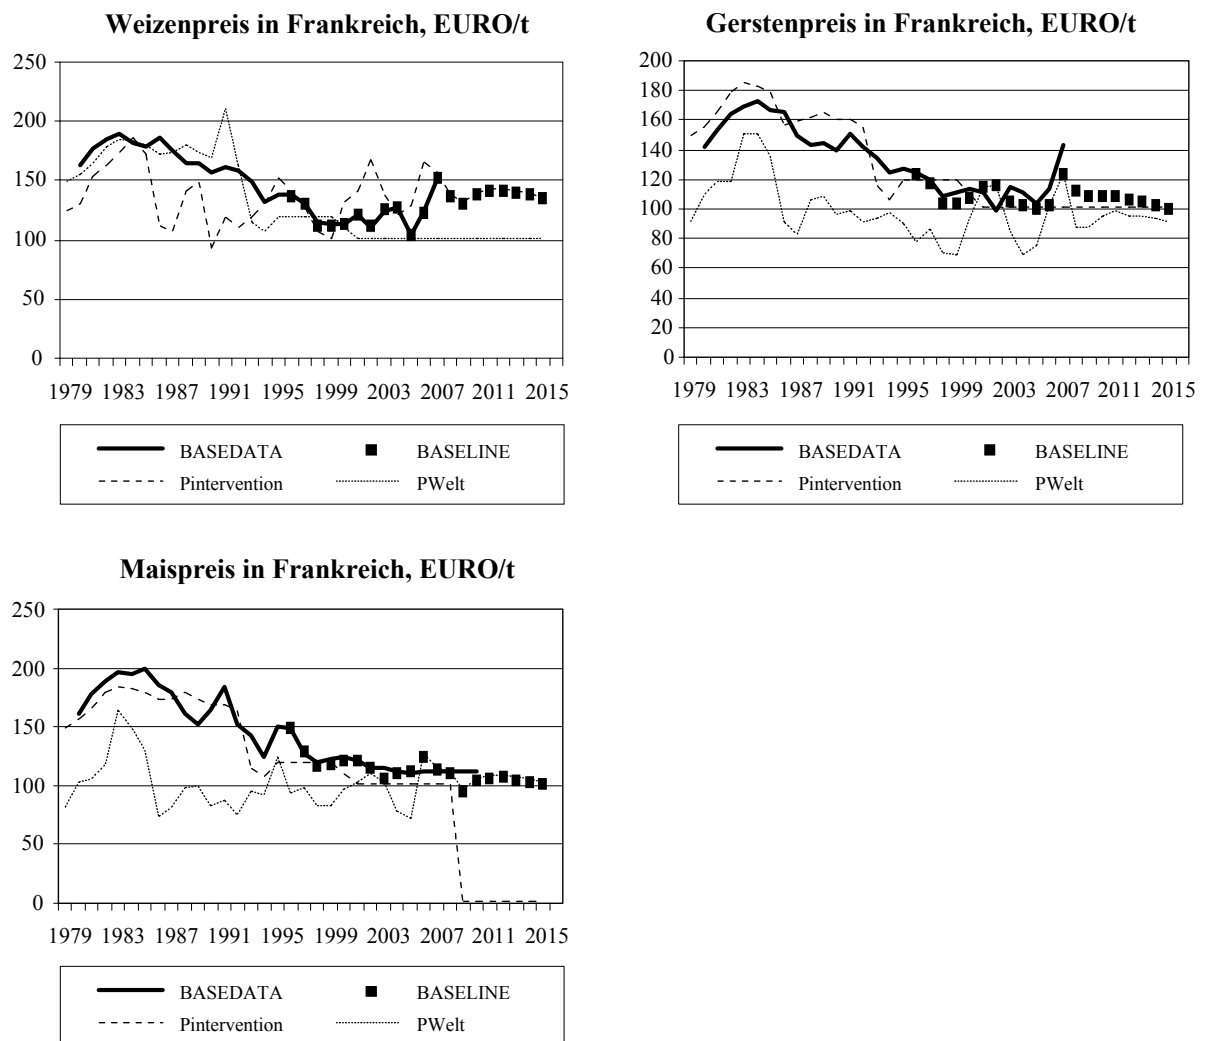 Weizenpreis in Frankreich, EURO/t
250
200
150
100
50
0
1979 1983 1987 1991 1995 1999 2003 2007 2011 2015
BASEDATA BASELINE
Pintervention PWelt
Gerstenpreis in Frankreich, EURO/t
200
180
160
140
120
100
80
60
40
20
0
1979 1983 1987 1991 1995 1999 2003 2007 2011 2015
BASEDATA BASELINE
Pintervention PWelt
Maispreis in Frankreich, EURO/t
250
200
150
100
50
0
1979 1983 1987 1991 1995 1999 2003 2007 2011 2015
BASEDATA BASELINE
Pintervention PWelt